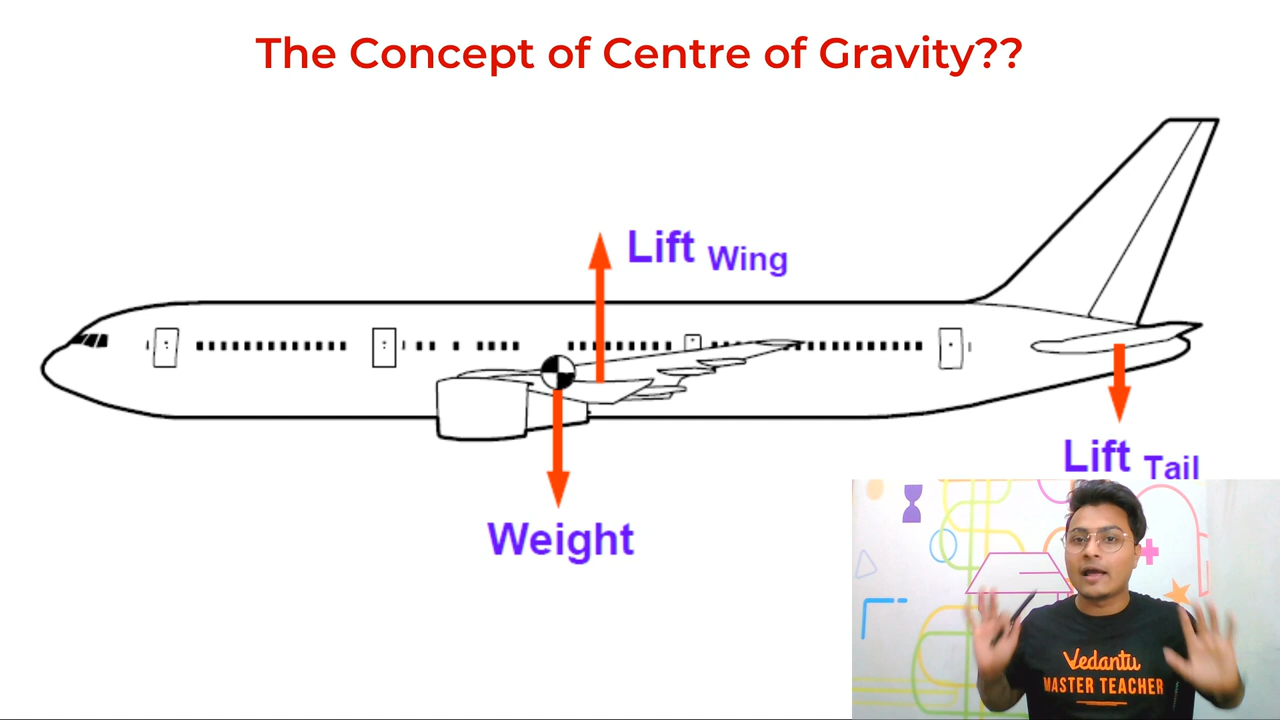 The Concept of Centre of Gravity??
Lift Wing
Weight
Lift Tail
Vedantu
MASTER TEACHER